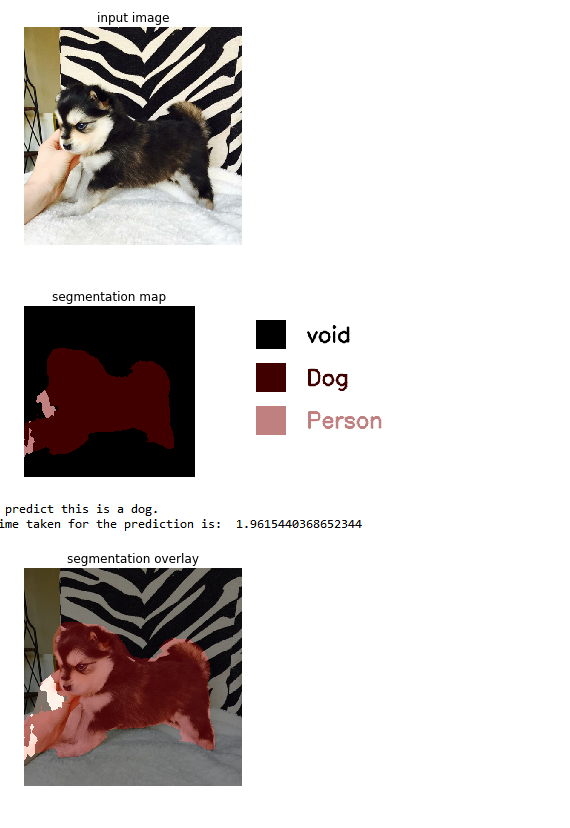 input image
segmentation map
void
Dog
Person
predict this is a dog.
ime taken for the prediction is:  1.9615440368652344
segmentation overlay